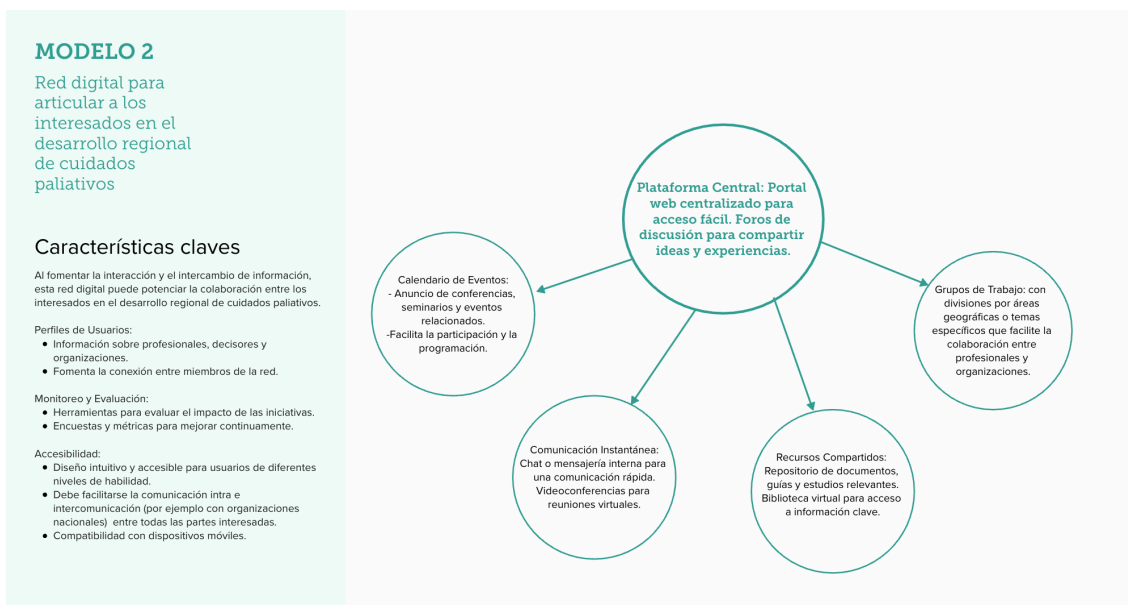 MODELO 2
Red digital para
articular a los
interesados en el
desarrollo regional
de cuidados
paliativos
Características claves
Al fomentar la interacción y el intercambio de información,
esta red digital puede potenciar la colaboración entre los
interesados en el desarrollo regional de cuidados paliativos.
Perfiles de Usuarios:
● Información sobre profesionales, decisores y
organizaciones.
● Fomenta la conexión entre miembros de la red.
Monitoreo y Evaluación:
● Herramientas para evaluar el impacto de las iniciativas.
● Encuestas y métricas para mejorar continuamente.
Accesibilidad:
● Diseño intuitivo y accesible para usuarios de diferentes
niveles de habilidad.
● Debe facilitarse la comunicación intra e
intercomunicación (por ejemplo con organizaciones
nacionales) entre todas las partes interesadas.
● Compatibilidad con dispositivos móviles.
Plataforma Central: Portal
web centralizado para
acceso fácil. Foros de
discusión para compartir
ideas y experiencias.
Calendario de Eventos:
- Anuncio de conferencias,
seminarios y eventos
relacionados.
-Facilita la participación y la
programación.
Comunicación Instantánea:
Chat o mensajería interna para
una comunicación rápida.
Videoconferencias para
reuniones virtuales.
Recursos Compartidos:
Repositorio de documentos,
guías y estudios relevantes.
Biblioteca virtual para acceso
a información clave.
Grupos de Trabajo: con
divisiones por áreas
geográficas o temas
específicos que facilite la
colaboración entre
profesionales y
organizaciones.